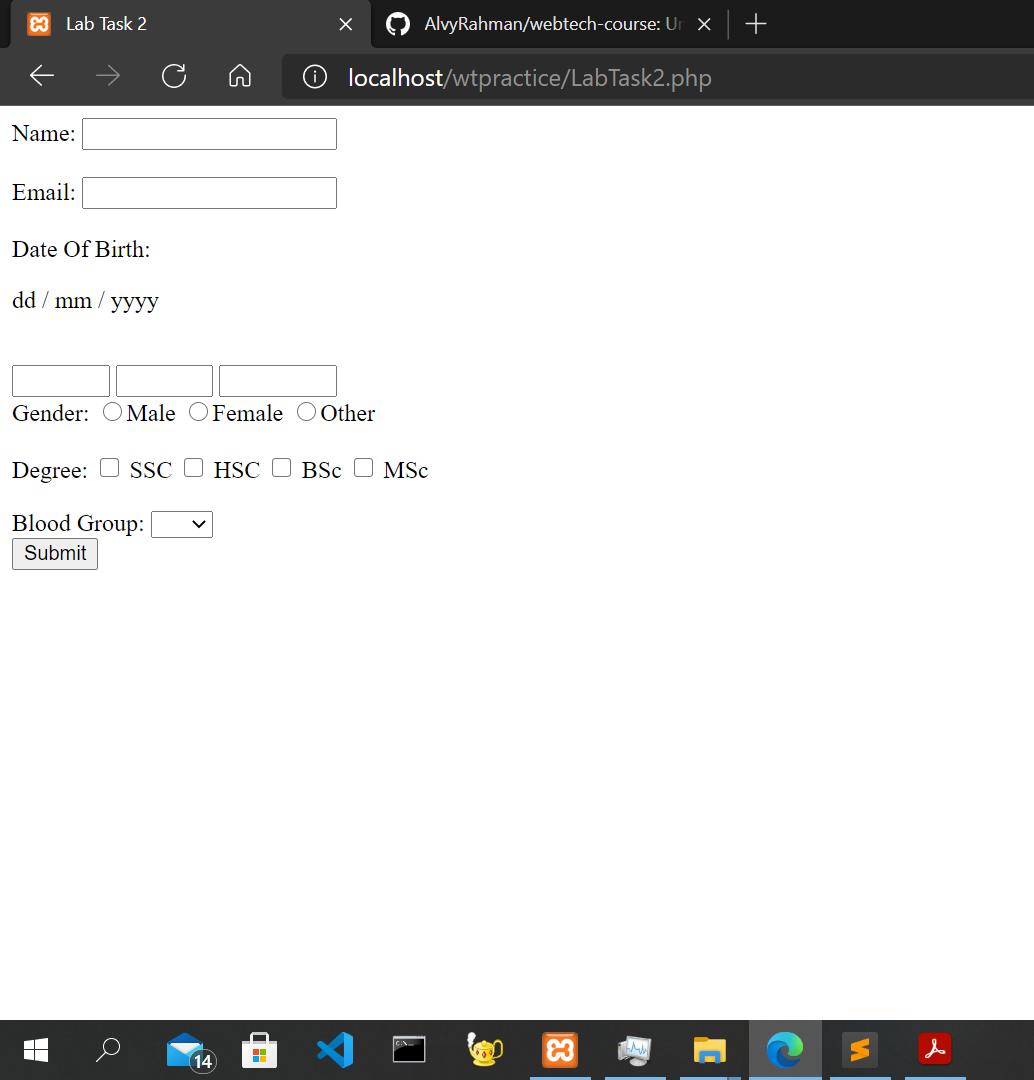 Lab Task 2
AlvyRahman/webtech-course: Un
localhost/wtpractice/LabTask2.php
Name:
Email:
Date Of Birth:
dd / mm / yyyy
Gender: Male Female Other
Degree: SSC HSC BSc MSc
Blood Group:
Submit
14